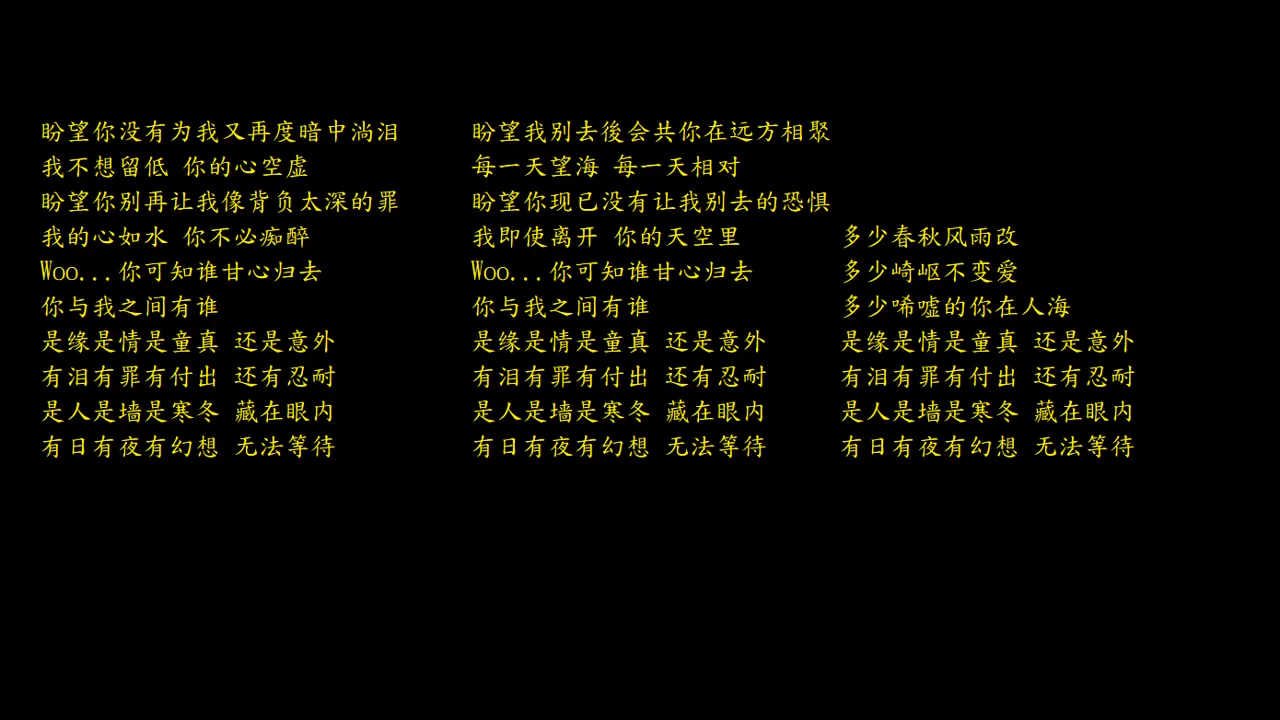 盼望你没有为我又再度暗中淌泪
我不想留低 你的心空虚
盼望你别再让我像背负太深的罪
我的心如水 你不必痴醉
Woo...你可知谁甘心归去
你与我之间有谁
是缘是情是童真 还是意外
有泪有罪有付出 还有忍耐
是人是墙是寒冬 藏在眼内
有日有夜有幻想 无法等待
盼望我别去後会共你在远方相聚
每一天望海 每一天相对
盼望你现已没有让我别去的恐惧
我即使离开 你的天空里
Woo...你可知谁甘心归去
你与我之间有谁
是缘是情是童真 还是意外
有泪有罪有付出 还有忍耐
是人是墙是寒冬 藏在眼内
有日有夜有幻想 无法等待
多少春秋风雨改
多少崎岖不变爱
多少唏嘘的你在人海
是缘是情是童真 还是意外
有泪有罪有付出 还有忍耐
是人是墙是寒冬 藏在眼内
有日有夜有幻想 无法等待